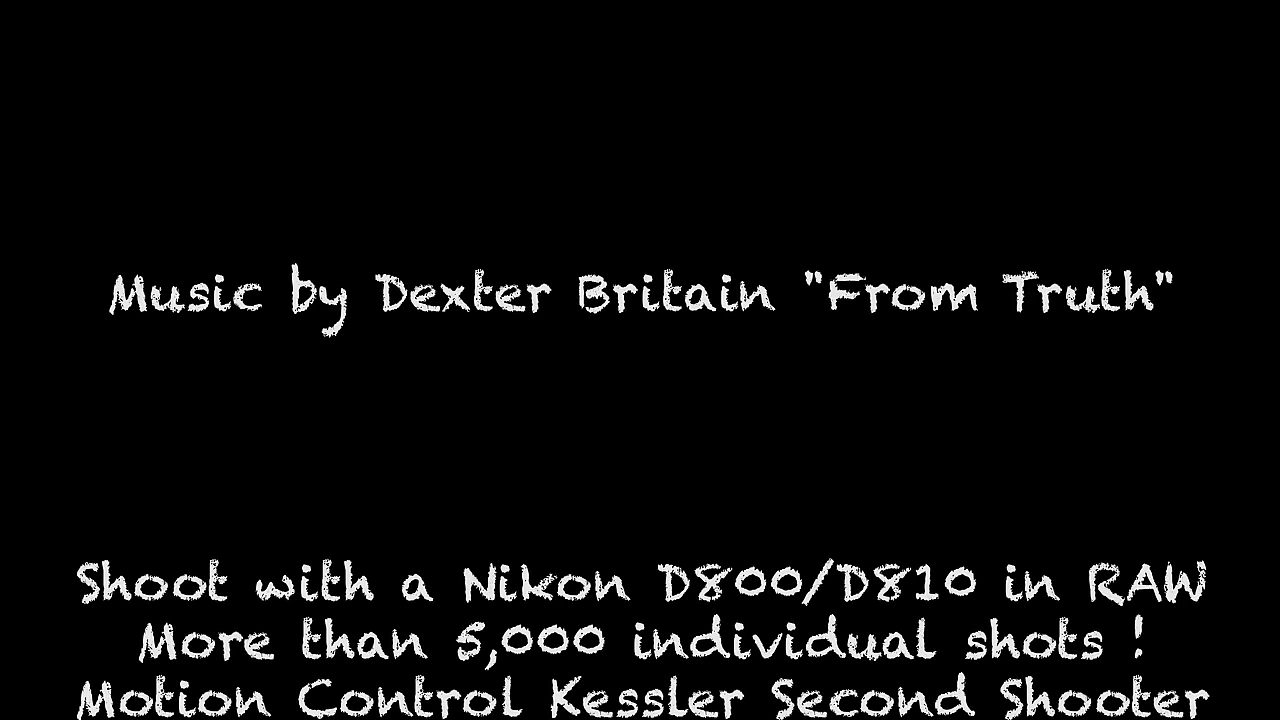 Music by Dexter Britain "From Truth"
Shoot with a Nikon D800/D810 in RAW
More than 5,000 individual shots !
Motion Control Kessler Second Shooter